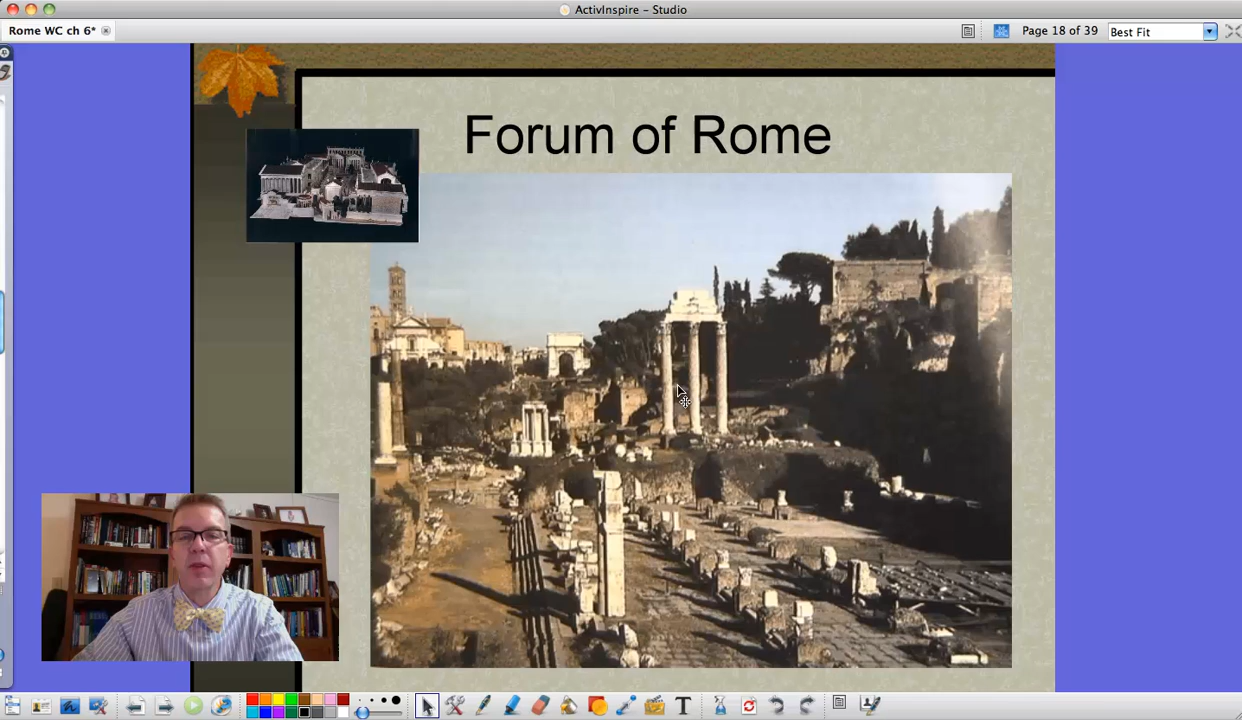 ActivInspire – Studio
Rome WC ch 6*
Page 18 of 39
Best Fit
Forum of Rome
T